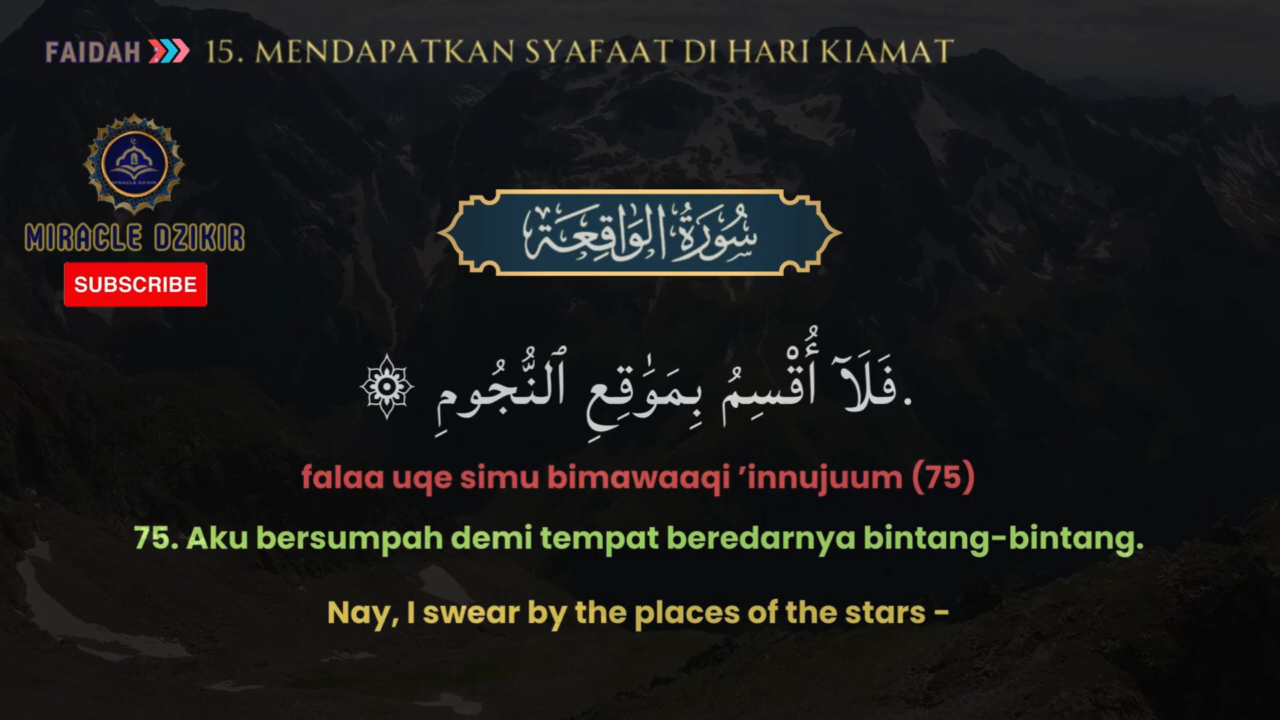 FAIDAH 15. MENDAPATKAN SYAFAAT DI HARI KIAMAT
MIRACLE DZIKIR
SUBSCRIBE
سُورَةُ الوَاقِعَة
.فَلَآ أُقْسِمُ بِمَوَٰقِعِ ٱلنُّجُومِ ۞
falaa uqe simu bimawaaqi ’innujuum (75)
75. Aku bersumpah demi tempat beredarnya bintang-bintang.
Nay, I swear by the places of the stars -